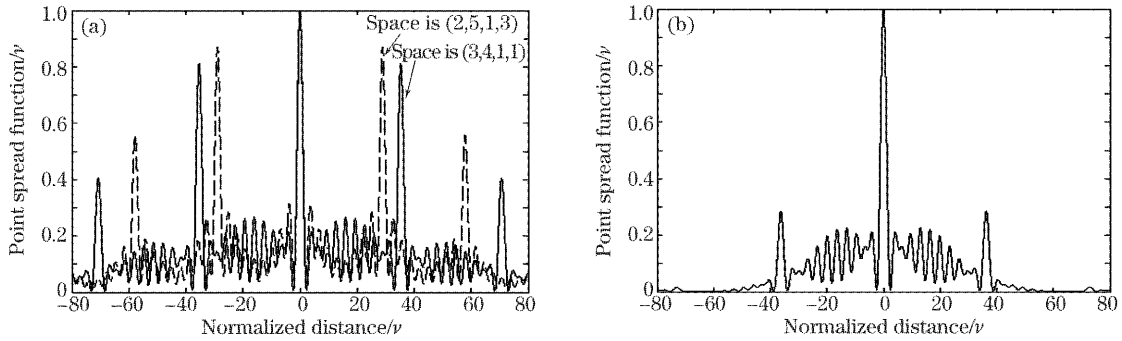 (a)
Space is (2,5,1,3)
Space is (3,4,1,1)
Point spread function/ν
1.0
0.8
0.6
0.4
0.2
0
−80 −60 −40 −20 0 20 40 60 80
Normalized distance/ν
(b)
Point spread function/ν
1.0
0.8
0.6
0.4
0.2
0
−80 −60 −40 −20 0 20 40 60 80
Normalized distance/ν